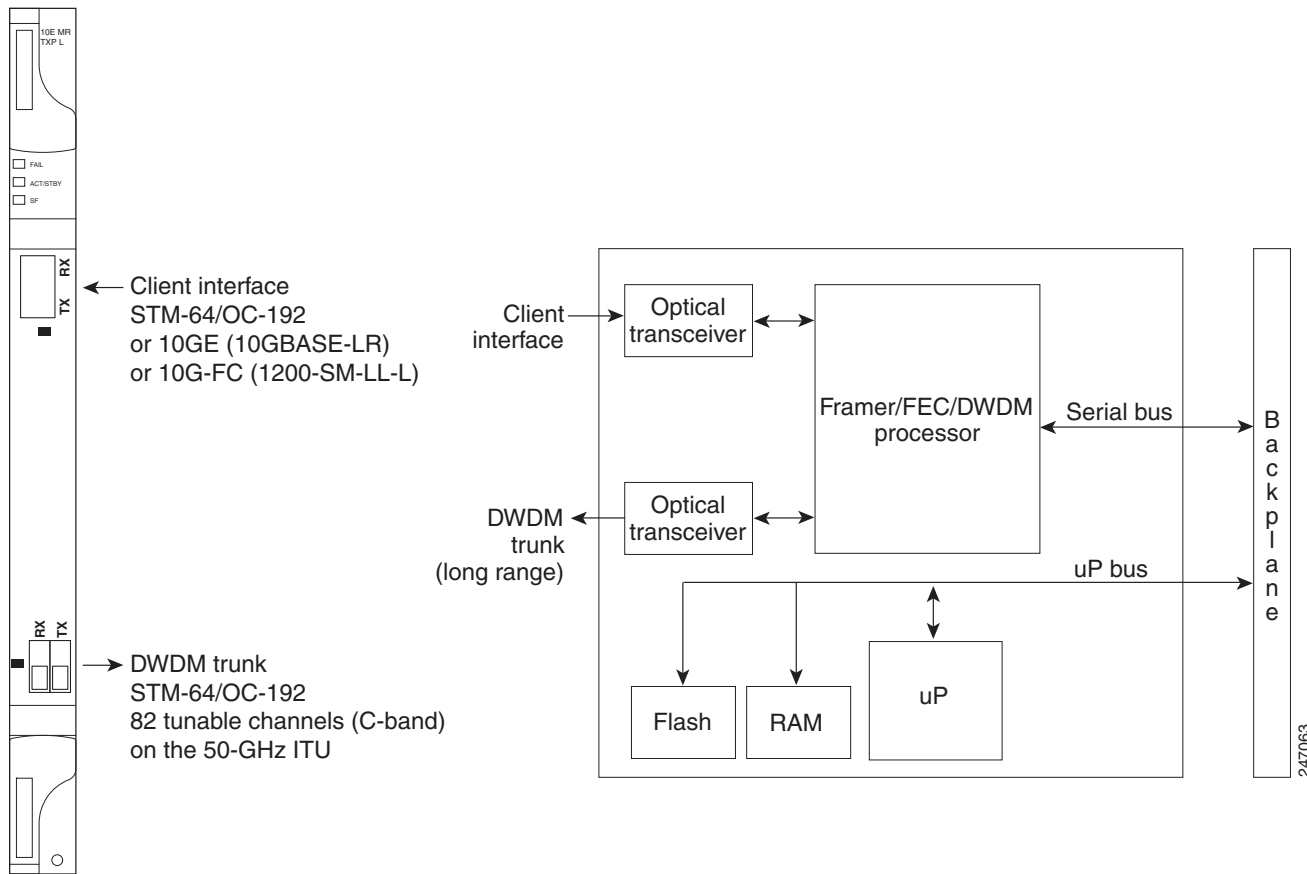 10E MR
TXP L
FAIL
ACT/STBY
SF
RX
TX
Client interface
STM-64/OC-192
or 10GE (10GBASE-LR)
or 10G-FC (1200-SM-LL-L)
RX
TX
DWDM trunk
STM-64/OC-192
82 tunable channels (C-band)
on the 50-GHz ITU
Client
interface
Optical
transceiver
Framer/FEC/DWDM
processor
Serial bus
DWDM
trunk
(long range)
Optical
transceiver
uP bus
Flash
RAM
uP
Backplane
247063